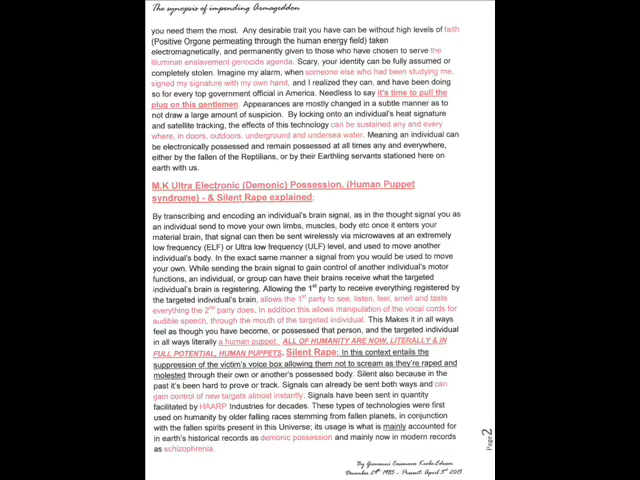 The synopsis of impending Armageddon
you need them the most. Any desirable trait you have can be without high levels of faith
(Positive Orgone permeating through the human energy field) taken
electromagnetically, and permanently given to those who have chosen to serve the
Illuminati enslavement genocide agenda. Scary, your identity can be fully assumed or
completely stolen. Imagine my alarm, when someone else who had been studying me,
signed my signature with my own hand, and I realized they can, and have been doing
so for every top government official in America. Needless to say it's time to pull the
plug on this gentlemen. Appearances are mostly changed in a subtle manner as to
not draw a large amount of suspicion. By locking onto an individual's heat signature
and satellite tracking, the effects of this technology can be sustained any and every
where, in doors, outdoors, underground and undersea water. Meaning an individual can
be electronically possessed and remain possessed at all times any and everywhere,
either by the fallen of the Reptilians, or by their Earthling servants stationed here on
earth with us.
M.K Ultra Electronic (Demonic) Possession, (Human Puppet
syndrome) - & Silent Rape explained:
By transcribing and encoding an individual's brain signal, as in the thought signal you as
an individual send to move your own limbs, muscles, body etc once it enters your
material brain, that signal can then be sent wirelessly via microwaves at an extremely
low frequency (ELF) or Ultra low frequency (ULF) level, and used to move another
individual's body. In the exact same manner a signal from you would be used to move
your own. While sending the brain signal to gain control of another individual's motor
functions, an individual, or group can have their brains receive what the targeted
individual's brain is registering. Allowing the 1st party to receive everything registered by
the targeted individual's brain, allows the 1st party to see, listen, feel, smell and taste
everything the 2nd party does. In addition this allows manipulation of the vocal cords for
audible speech, through the mouth of the targeted individual. This Makes it in all ways
feel as though you have become, or possessed that person, and the targeted individual
in all ways literally a human puppet. ALL OF HUMANITY ARE NOW, LITERALLY & IN
FULL POTENTIAL, HUMAN PUPPETS. Silent Rape: In this context entails the
suppression of the victim's voice box allowing them not to scream as they're raped and
molested through their own or another's possessed body. Silent also because in the
past it's been hard to prove or track. Signals can already be sent both ways and can
gain control of new targets almost instantly. Signals have been sent in quantity
facilitated by HAARP Industries for decades. These types of technologies were first
used on humanity by older falling races stemming from fallen planets, in conjunction
with the fallen spirits present in this Universe; its usage is what is mainly accounted for
in earth's historical records as demonic possession and mainly now in modern records
as schizophrenia.
Page 2
By Giovanni Casanova
December 29th 1985 - Present, April 3rd 2013